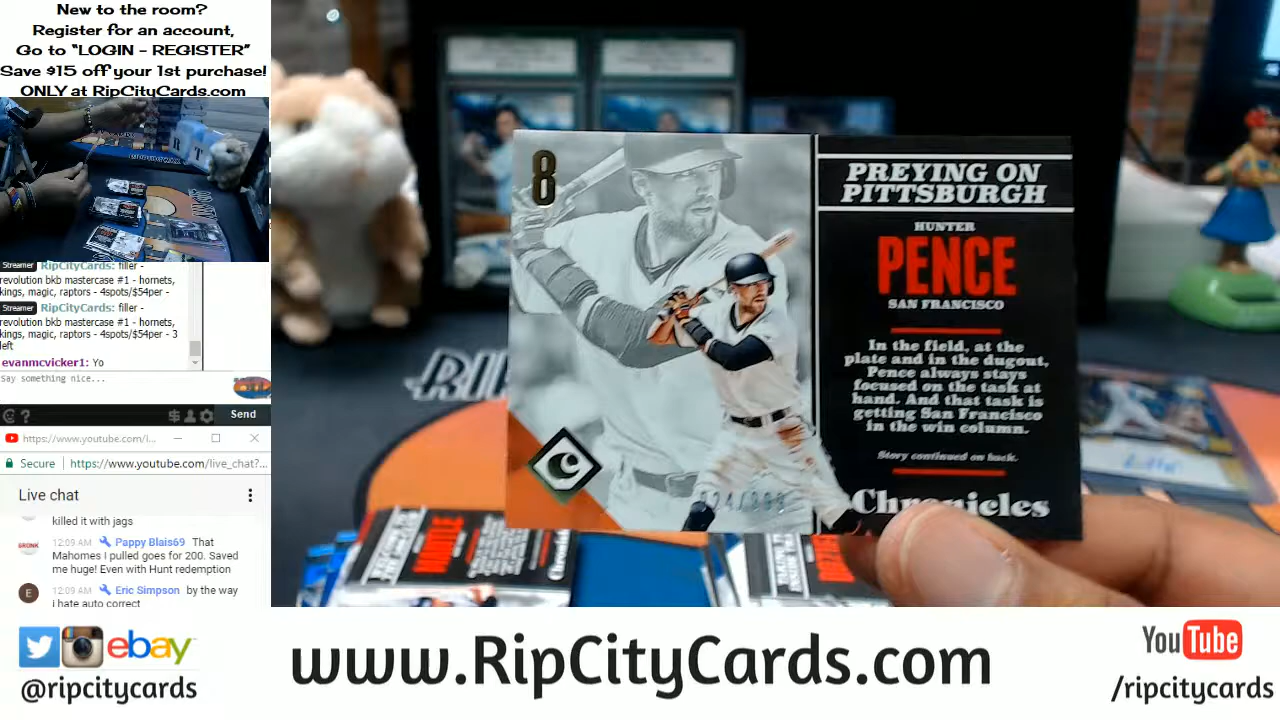 New to the room?
Register for an account,
Go to "LOGIN - REGISTER"
Save $15 off your 1st purchase!
ONLY at RipCityCards.com
Streamer RipCityCards: filler -
revolution bkb mastercase #1 - hornets,
kings, magic, raptors - 4spots/$54per -
Streamer RipCityCards: filler -
revolution bkb mastercase #1 - hornets,
kings, magic, raptors - 4spots/$54per - 3
left
evanmcvicker1: Yo
Say something nice...
Send
https://www.youtube.com/l...
Secure https://www.youtube.com/live_chat?...
Live chat
killed it with jags
12:09 AM Pappy Blais69 That
Mahomes I pulled goes for 200. Saved
me huge! Even with Hunt redemption
12:09 AM Eric Simpson by the way
i hate auto correct
8
PREYING ON
PITTSBURGH
HUNTER
PENCE
SAN FRANCISCO
In the field, at the
plate and in the dugout,
Pence always stays
focused on the task at
hand. And that task is
getting San Francisco
in the win column.
Story continued on back.
Chronicles
MANTLE
ebay
@ripcitycards
www.RipCityCards.com
YouTube
/ripcitycards